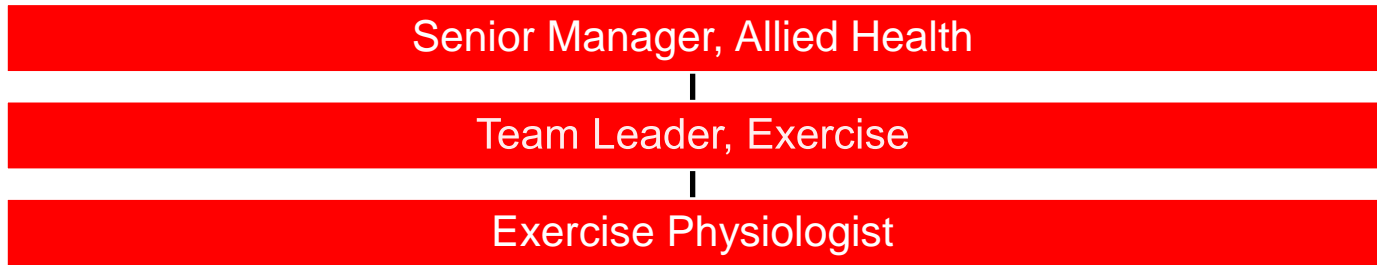 Senior Manager, Allied Health
Team Leader, Exercise
Exercise Physiologist